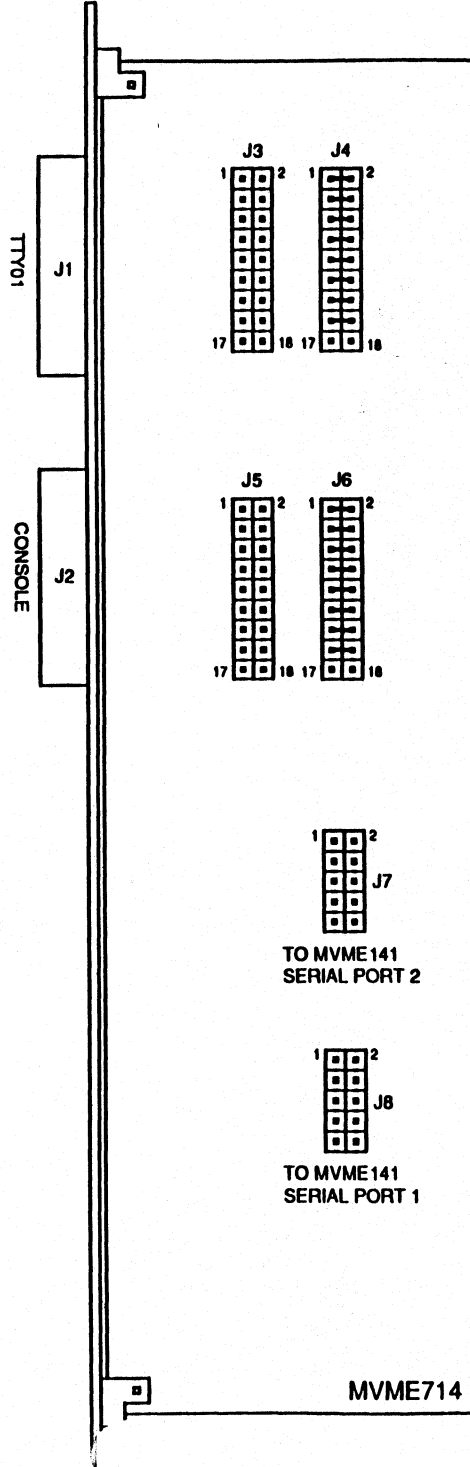 J3 J4
1 2 1 2
TTY01
J1
17 18 17 18
J5 J6
1 2 1 2
CONSOLE
J2
17 18 17 18
1 2
J7
TO MVME141
SERIAL PORT 2
1 2
J8
TO MVME141
SERIAL PORT 1
MVME714